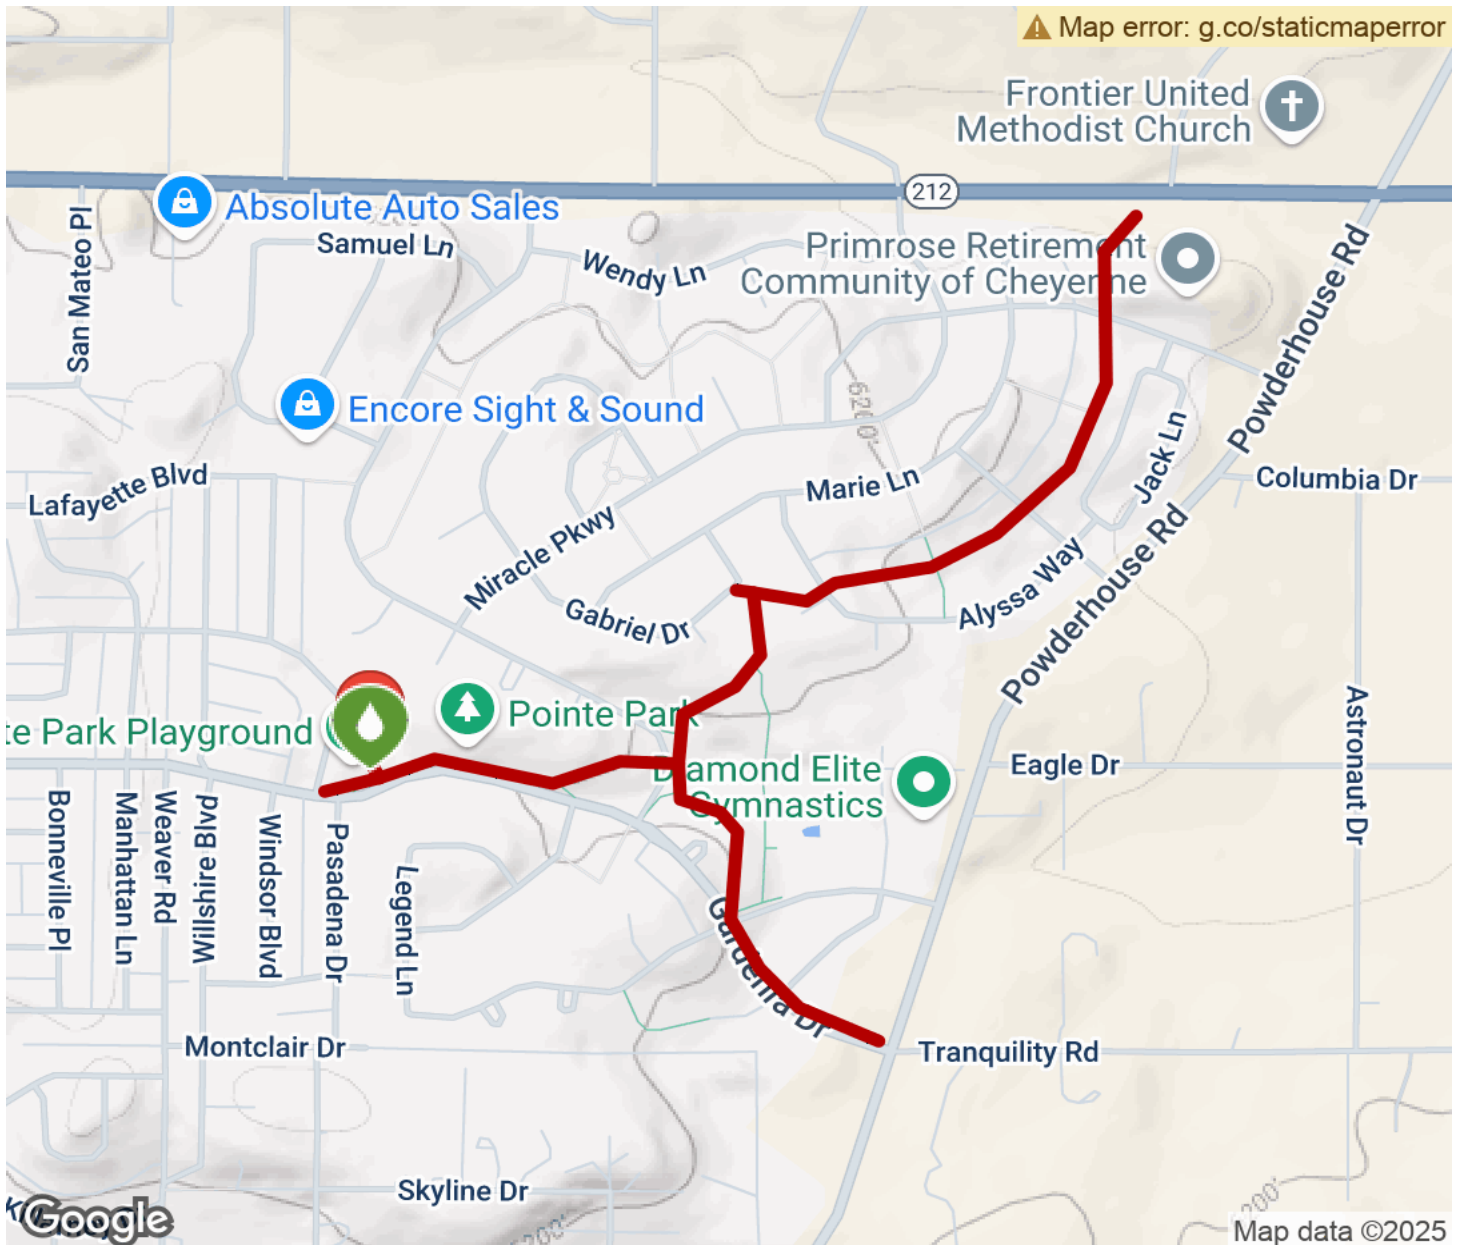 Map error: g.co/staticmaperror
Frontier United
Methodist Church
212
Absolute Auto Sales
San Mateo Pl
Samuel Ln
Wendy Ln
Primrose Retirement
Community of Cheyenne
Powderhouse Rd
Encore Sight & Sound
6200'
Lafayette Blvd
Marie Ln
Jack Ln
Columbia Dr
Miracle Pkwy
Powderhouse Rd
Alyssa Way
Gabriel Dr
te Park Playground
Pointe Park
Astronaut Dr
Diamond Elite
Gymnastics
Eagle Dr
Bonneville Pl
Manhattan Ln
Weaver Rd
Wilshire Blvd
Windsor Blvd
Pasadena Dr
Legend Ln
Gardenia Dr
Montclair Dr
Tranquility Rd
Skyline Dr
Google
Map data ©2025